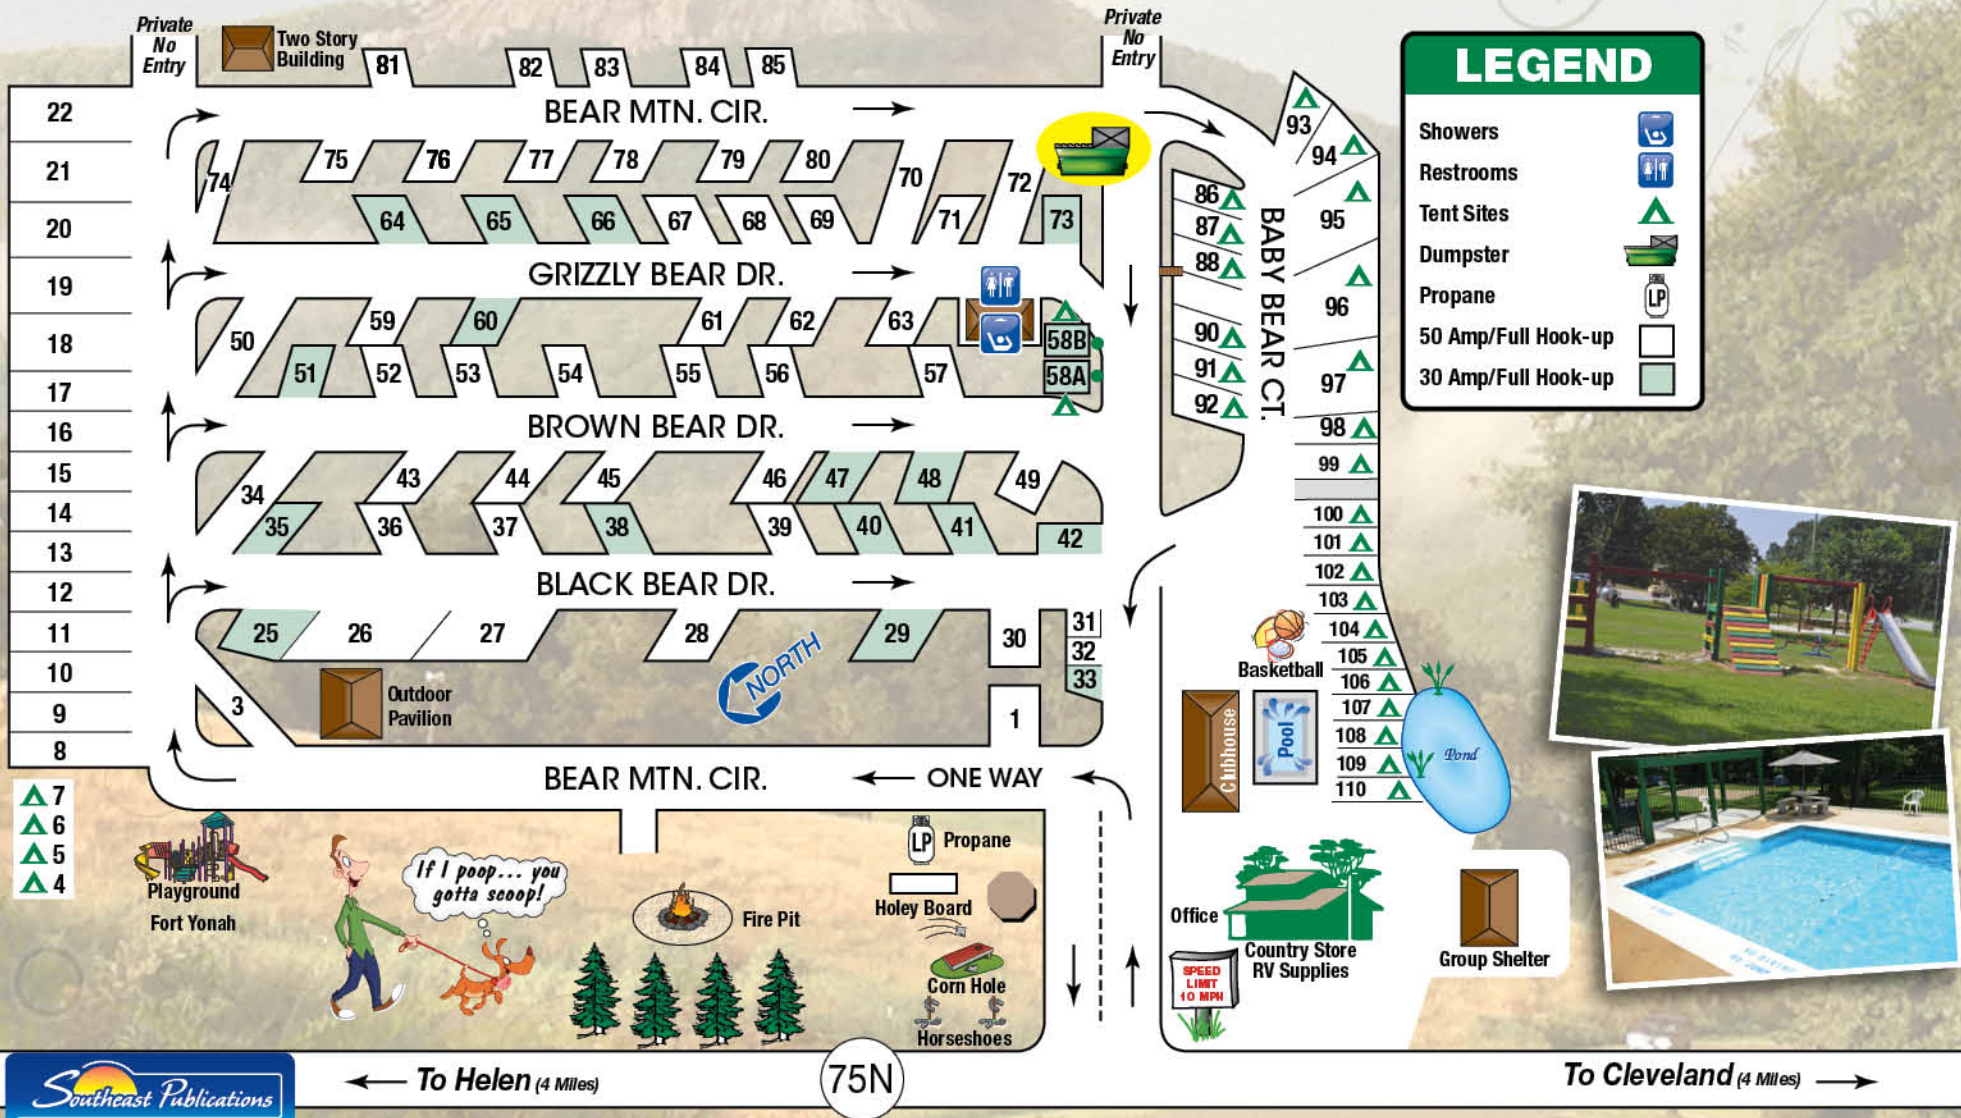 Private
No
Entry
Two Story
Building
81
82
83
84
85
Private
No
Entry
LEGEND
Showers
Restrooms
Tent Sites
Dumpster
Propane
LP
50 Amp/Full Hook-up
30 Amp/Full Hook-up
22
21
20
19
18
17
16
15
14
13
12
11
10
9
8
7
6
5
4
BEAR MTN. CIR.
74
75
76
77
78
79
80
70
72
64
65
66
67
68
69
71
73
GRIZZLY BEAR DR.
50
59
60
61
62
63
58B
51
52
53
54
55
56
57
58A
BROWN BEAR DR.
34
43
44
45
46
47
48
49
35
36
37
38
39
40
41
42
BLACK BEAR DR.
25
26
27
28
29
30
31
32
33
3
Outdoor
Pavilion
NORTH
1
BEAR MTN. CIR.
ONE WAY
86
87
88
90
91
92
BABY BEAR CT.
93
94
95
96
97
98
99
100
101
102
103
104
105
106
107
108
109
110
Basketball
Clubhouse
Pool
Pond
Playground
Fort Yonah
If I poop... you
gotta scoop!
Fire Pit
LP
Propane
Holey Board
Corn Hole
Horseshoes
Office
Country Store
RV Supplies
SPEED
LIMIT
10 MPH
Group Shelter
Southeast Publications
To Helen (4 Miles)
75N
To Cleveland (4 Miles)